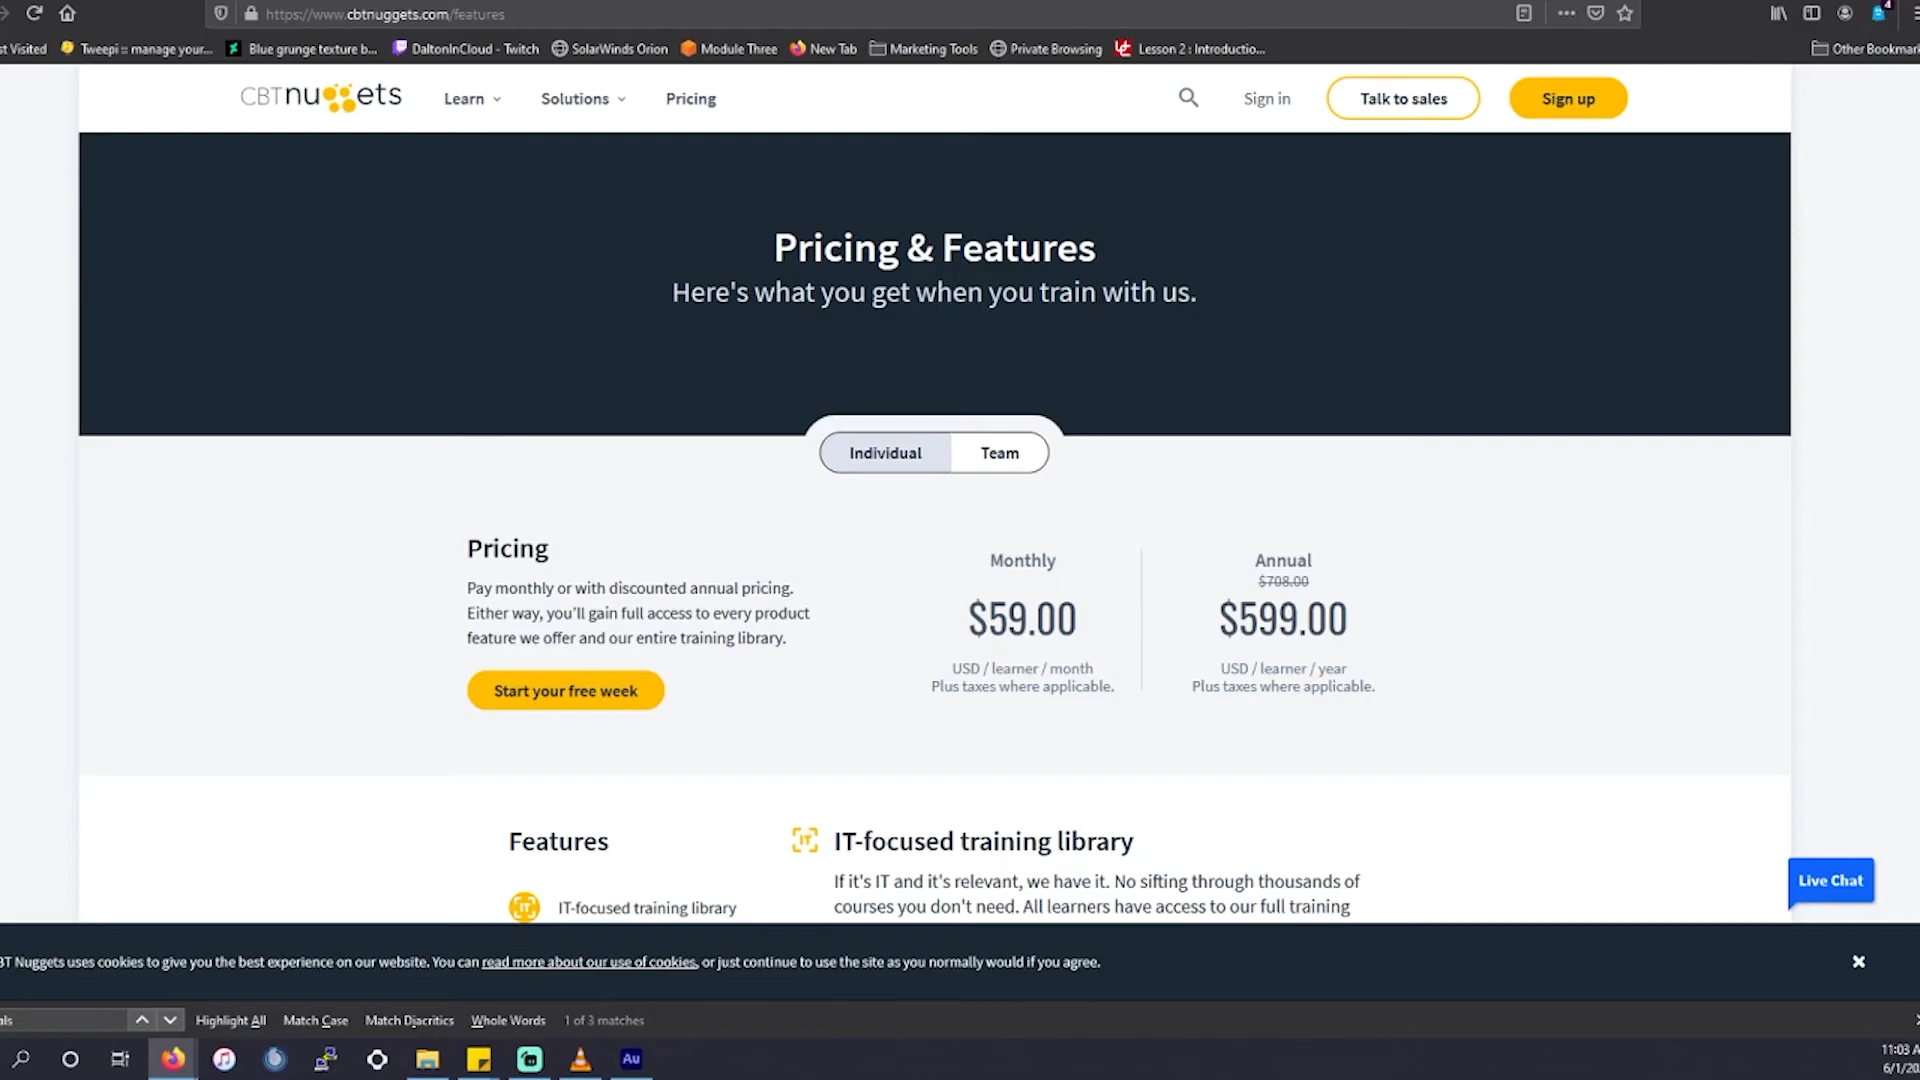 https://www.cbtnuggets.com/features
st Visited Tweepi :: manage your... Blue grunge texture b... DaltonInCloud - Twitch SolarWinds Orion Module Three New Tab Marketing Tools Private Browsing Lesson 2 : Introductio... Other Bookmark
CBTnuggets Learn Solutions Pricing Sign in Talk to sales Sign up
Pricing & Features
Here's what you get when you train with us.
Individual Team
Pricing
Pay monthly or with discounted annual pricing.
Either way, you'll gain full access to every product
feature we offer and our entire training library.
Start your free week
Monthly
$59.00
USD / learner / month
Plus taxes where applicable.
Annual
$708.00
$599.00
USD / learner / year
Plus taxes where applicable.
Features
IT IT-focused training library
IT IT-focused training library
If it's IT and it's relevant, we have it. No sifting through thousands of
courses you don't need. All learners have access to our full training
Live Chat
BT Nuggets uses cookies to give you the best experience on our website. You can read more about our use of cookies, or just continue to use the site as you normally would if you agree.
als Highlight All Match Case Match Diacritics Whole Words 1 of 3 matches
Au
11:03 A
6/1/20